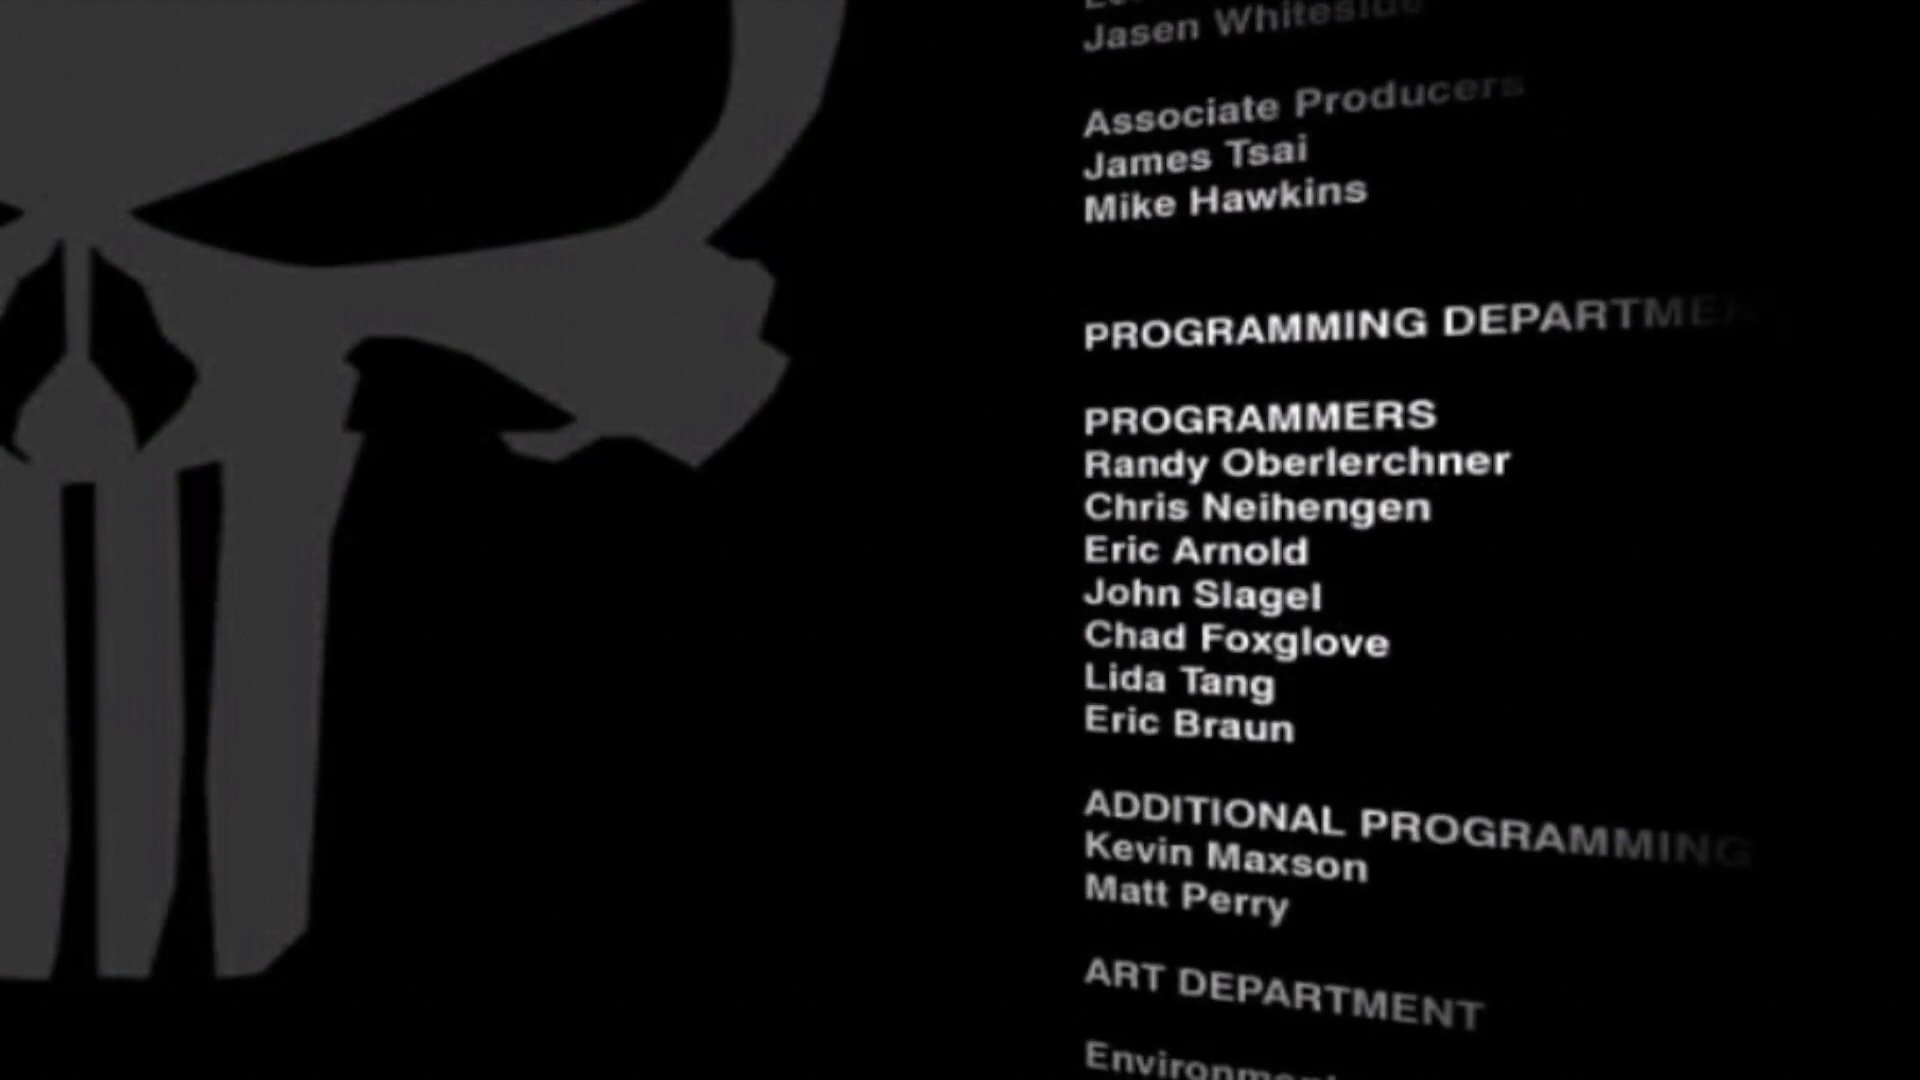 Jasen Whiteside
Associate Producers
James Tsai
Mike Hawkins
PROGRAMMING
PROGRAMMERS
Randy Oberlerchner
Chris Neihengen
Eric Arnold
John Slagel
Chad Foxglove
Lida Tang
Eric Braun
ADDITIONAL PROGRAMMING
Kevin Maxson
Matt Perry
ART DEPARTMENT